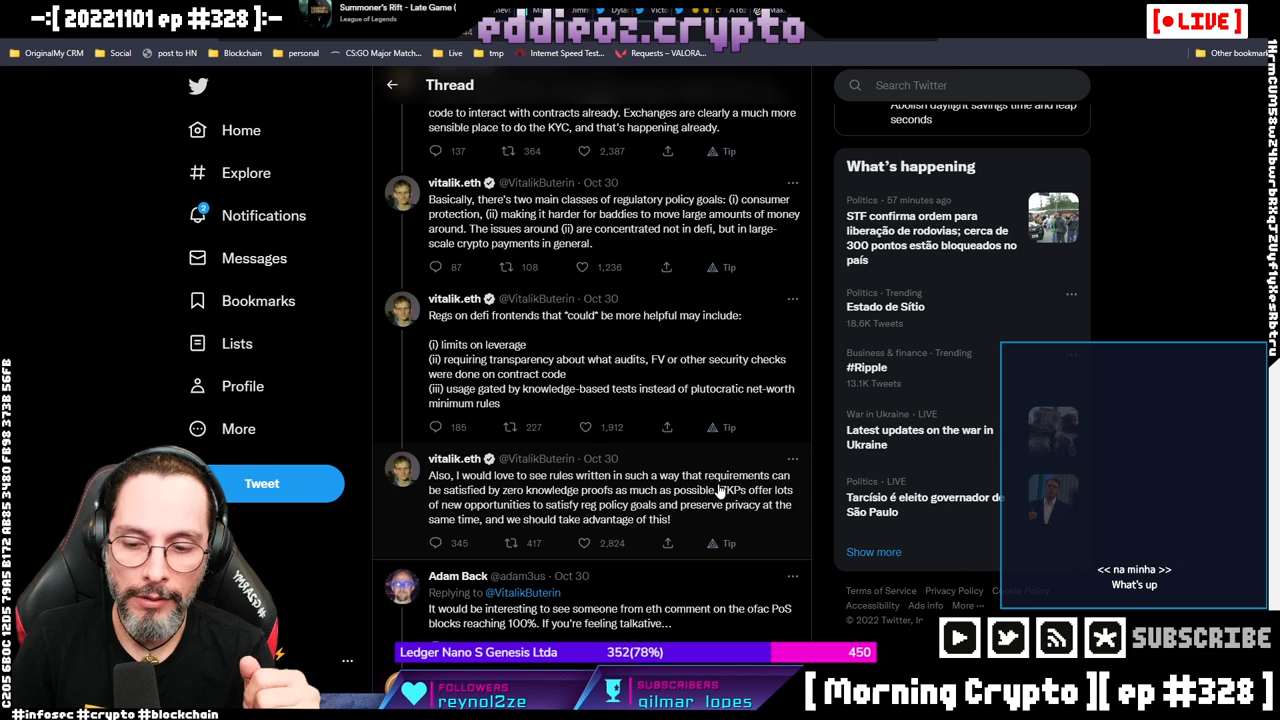 :-[ 20221101 ep #328 ]:-
Summoner's Rift - Late Game (
League of Legends
eddieoz.crypto
[ LIVE ]
OriginalMy CRM
Social
post to HN
Blockchain
personal
CS:GO Major Match...
Live
tmp
Internet Speed Test...
Requests – VALORA...
Other bookmar
Home
Explore
2
Notifications
Messages
Bookmarks
Lists
Profile
More
Tweet
Thread
code to interact with contracts already. Exchanges are clearly a much more
sensible place to do the KYC, and that's happening already.
137 364 2,387 Tip
vitalik.eth @VitalikButerin · Oct 30
Basically, there's two main classes of regulatory policy goals: (i) consumer
protection, (ii) making it harder for baddies to move large amounts of money
around. The issues around (ii) are concentrated not in defi, but in large-
scale crypto payments in general.
87 108 1,236 Tip
vitalik.eth @VitalikButerin · Oct 30
Regs on defi frontends that *could* be more helpful may include:
(i) limits on leverage
(ii) requiring transparency about what audits, FV or other security checks
were done on contract code
(iii) usage gated by knowledge-based tests instead of plutocratic net-worth
minimum rules
185 227 1,912 Tip
vitalik.eth @VitalikButerin · Oct 30
Also, I would love to see rules written in such a way that requirements can
be satisfied by zero knowledge proofs as much as possible. ZKPs offer lots
of new opportunities to satisfy reg policy goals and preserve privacy at the
same time, and we should take advantage of this!
345 417 2,824 Tip
Adam Back @adam3us · Oct 30
Replying to @VitalikButerin
It would be interesting to see someone from eth comment on the ofac PoS
blocks reaching 100%. If you're feeling talkative...
Search Twitter
Abolish daylight savings time and leap
seconds
What's happening
Politics · 57 minutes ago
STF confirma ordem para
liberação de rodovias; cerca de
300 pontos estão bloqueados no
país
Politics · Trending
Estado de Sítio
18.6K Tweets
Business & finance · Trending
#Ripple
13.1K Tweets
War in Ukraine · LIVE
Latest updates on the war in
Ukraine
Politics · LIVE
Tarcísio é eleito governador de
São Paulo
Show more
Terms of Service Privacy Policy Cookie Policy
Accessibility Ads info More
© 2022 Twitter, In
<< na minha >>
What's up
Ledger Nano S Genesis Ltda 352(78%) 450
FOLLOWERS
reynol2ze
SUBSCRIBERS
gilmar_lopes
SUBSCRIBE
[ Morning Crypto ][ ep #328 ]
#infosec #crypto #blockchain